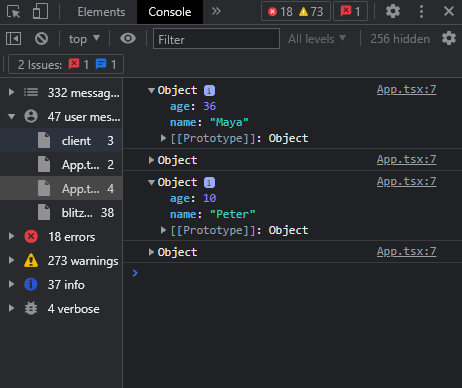 Elements Console » 18 73 1
top Filter All levels 256 hidden
2 Issues: 1 1
332 messag...
47 user mes...
client 3
App.t... 2
App.t... 4
blitz... 38
18 errors
273 warnings
37 info
4 verbose
Object i App.tsx:7
age: 36
name: "Maya"
[[Prototype]]: Object
Object App.tsx:7
Object i App.tsx:7
age: 10
name: "Peter"
[[Prototype]]: Object
Object App.tsx:7